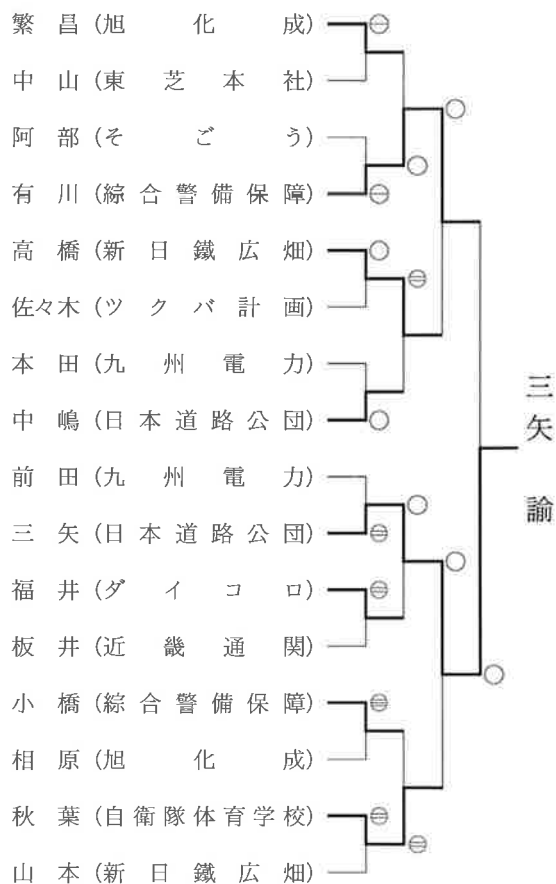 繁昌（旭化成）
中山（東芝本社）
阿部（そごう）
有川（綜合警備保障）
高橋（新日鐵広畑）
佐々木（ツクバ計画）
本田（九州電力）
中嶋（日本道路公団）
前田（九州電力）
三矢（日本道路公団）
福井（ダイコロ）
板井（近畿通関）
小橋（綜合警備保障）
相原（旭化成）
秋葉（自衛隊体育学校）
山本（新日鐵広畑）
三矢諭